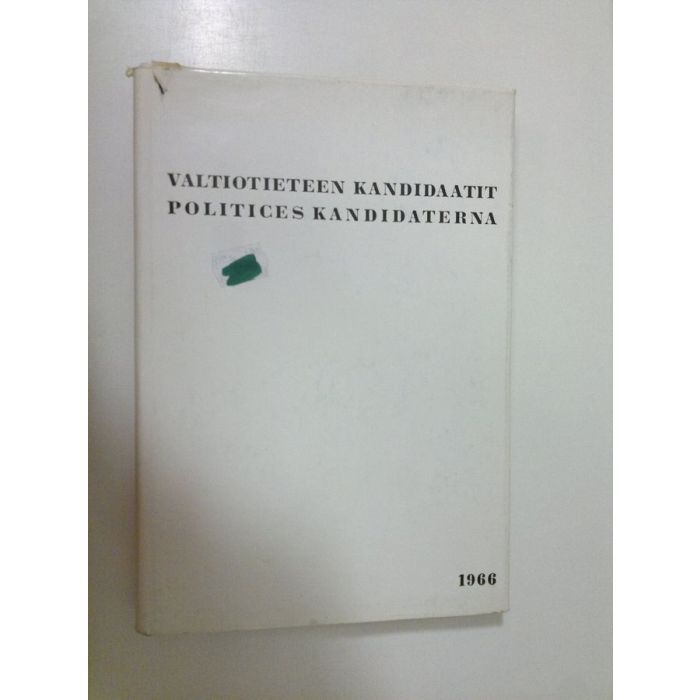 VALTIOTIETEEN KANDIDAATIT
POLITICES KANDIDATERNA
1966